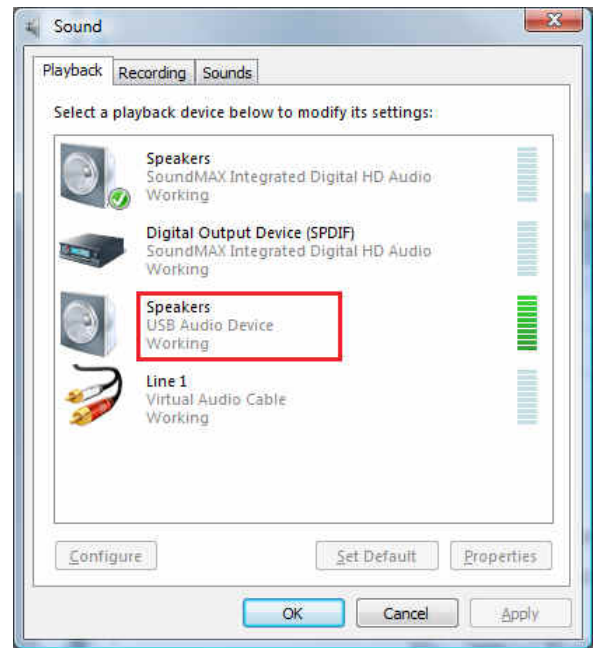 Sound
Playback Recording Sounds
Select a playback device below to modify its settings:
Speakers
SoundMAX Integrated Digital HD Audio
Working
Digital Output Device (SPDIF)
SoundMAX Integrated Digital HD Audio
Working
Speakers
USB Audio Device
Working
Line 1
Virtual Audio Cable
Working
Configure Set Default Properties
OK Cancel Apply